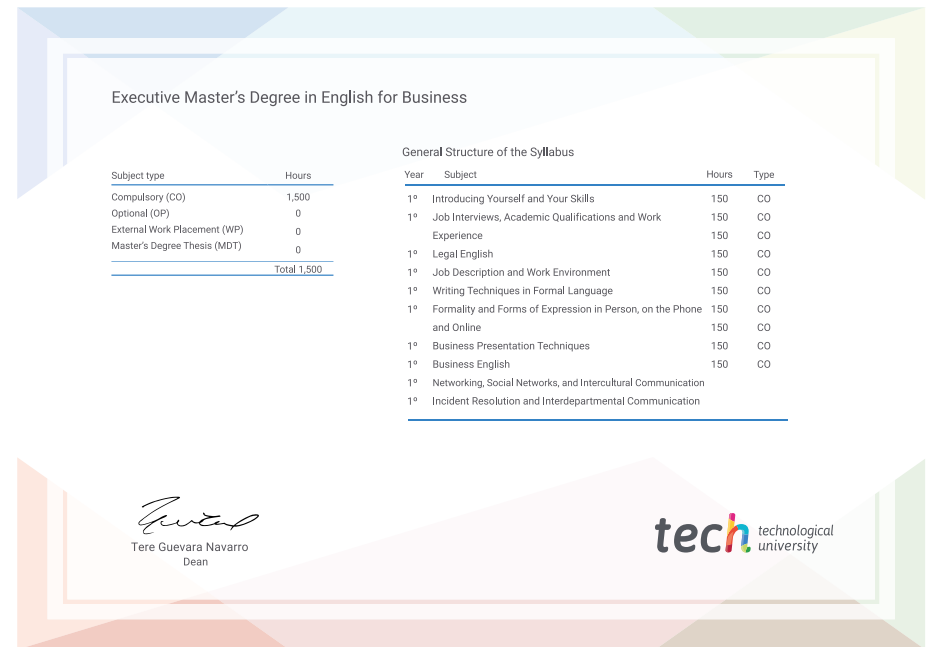 Executive Master's Degree in English for Business
General Structure of the Syllabus
Subject type Hours
Compulsory (CO) 1,500
Optional (OP) 0
External Work Placement (WP) 0
Master's Degree Thesis (MDT) 0
Total 1,500
Year Subject Hours Type
1º Introducing Yourself and Your Skills 150 CO
1º Job Interviews, Academic Qualifications and Work 150 CO
Experience 150 CO
1º Legal English 150 CO
1º Job Description and Work Environment 150 CO
1º Writing Techniques in Formal Language 150 CO
1º Formality and Forms of Expression in Person, on the Phone 150 CO
and Online 150 CO
1º Business Presentation Techniques 150 CO
1º Business English 150 CO
1º Networking, Social Networks, and Intercultural Communication
1º Incident Resolution and Interdepartmental Communication
Tere Guevara Navarro
Dean
tech technological
university